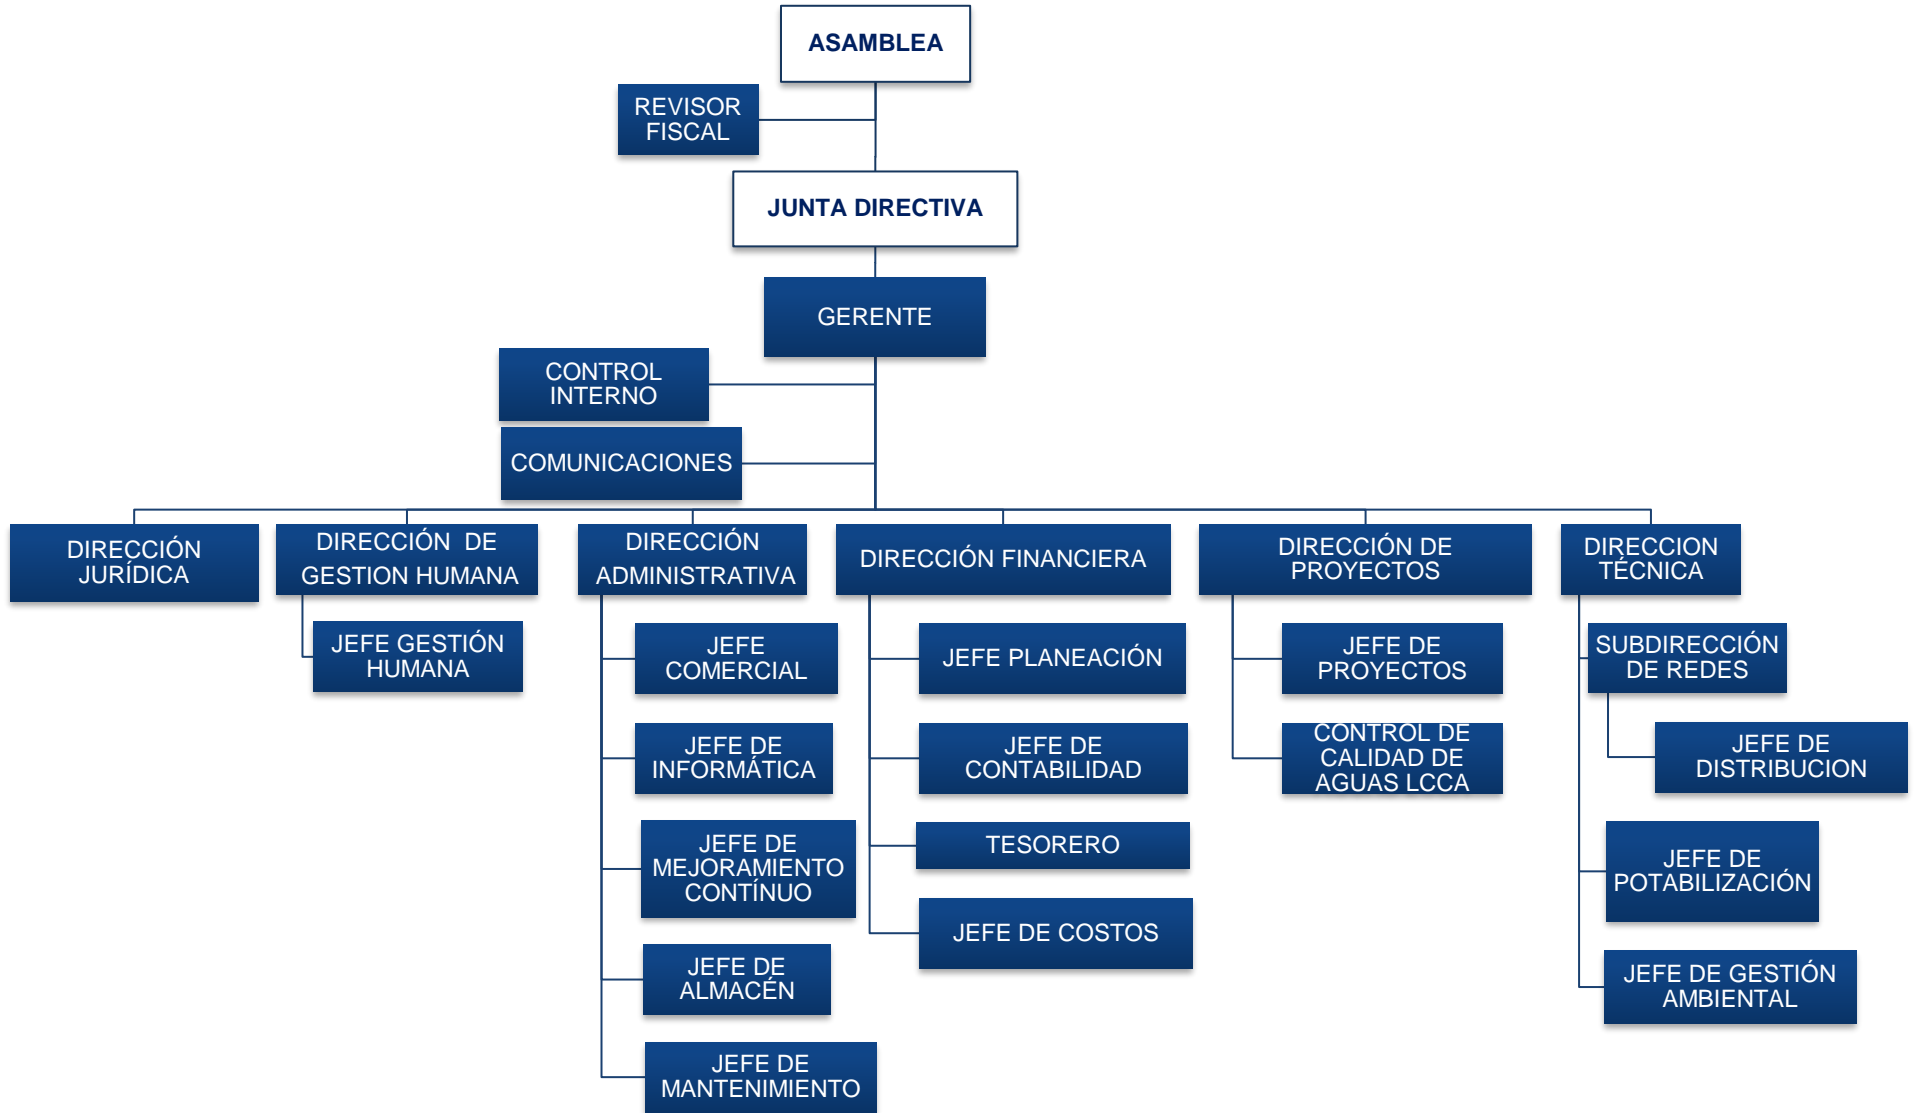 ASAMBLEA
REVISOR
FISCAL
JUNTA DIRECTIVA
GERENTE
CONTROL
INTERNO
COMUNICACIONES
DIRECCIÓN
JURÍDICA
DIRECCIÓN DE
GESTION HUMANA
DIRECCIÓN
ADMINISTRATIVA
DIRECCIÓN FINANCIERA
DIRECCIÓN DE
PROYECTOS
DIRECCION
TÉCNICA
JEFE GESTIÓN
HUMANA
JEFE
COMERCIAL
JEFE DE
INFORMÁTICA
JEFE DE
MEJORAMIENTO
CONTÍNUO
JEFE DE
ALMACÉN
JEFE DE
MANTENIMIENTO
JEFE PLANEACIÓN
JEFE DE
CONTABILIDAD
TESORERO
JEFE DE COSTOS
JEFE DE
PROYECTOS
CONTROL DE
CALIDAD DE
AGUAS LCCA
SUBDIRECCIÓN
DE REDES
JEFE DE
DISTRIBUCION
JEFE DE
POTABILIZACIÓN
JEFE DE GESTIÓN
AMBIENTAL